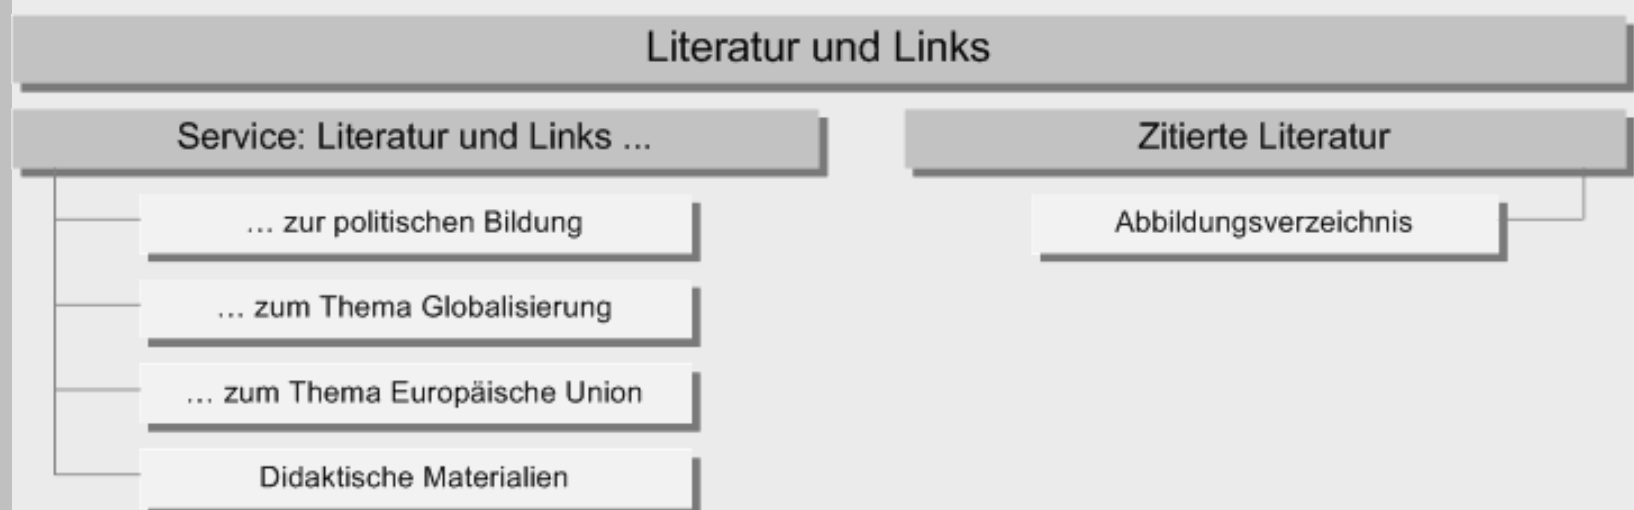 Literatur und Links
Service: Literatur und Links ...
... zur politischen Bildung
... zum Thema Globalisierung
... zum Thema Europäische Union
Didaktische Materialien
Zitierte Literatur
Abbildungsverzeichnis